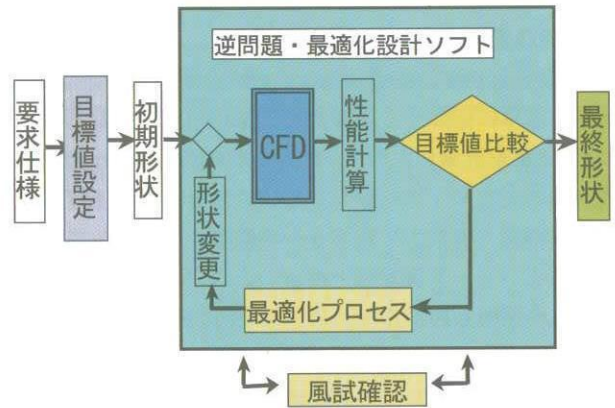 逆問題・最適化設計ソフト
要求仕様
目標値設定
初期形状
CFD
性能計算
目標値比較
最終形状
形状変更
最適化プロセス
風試確認